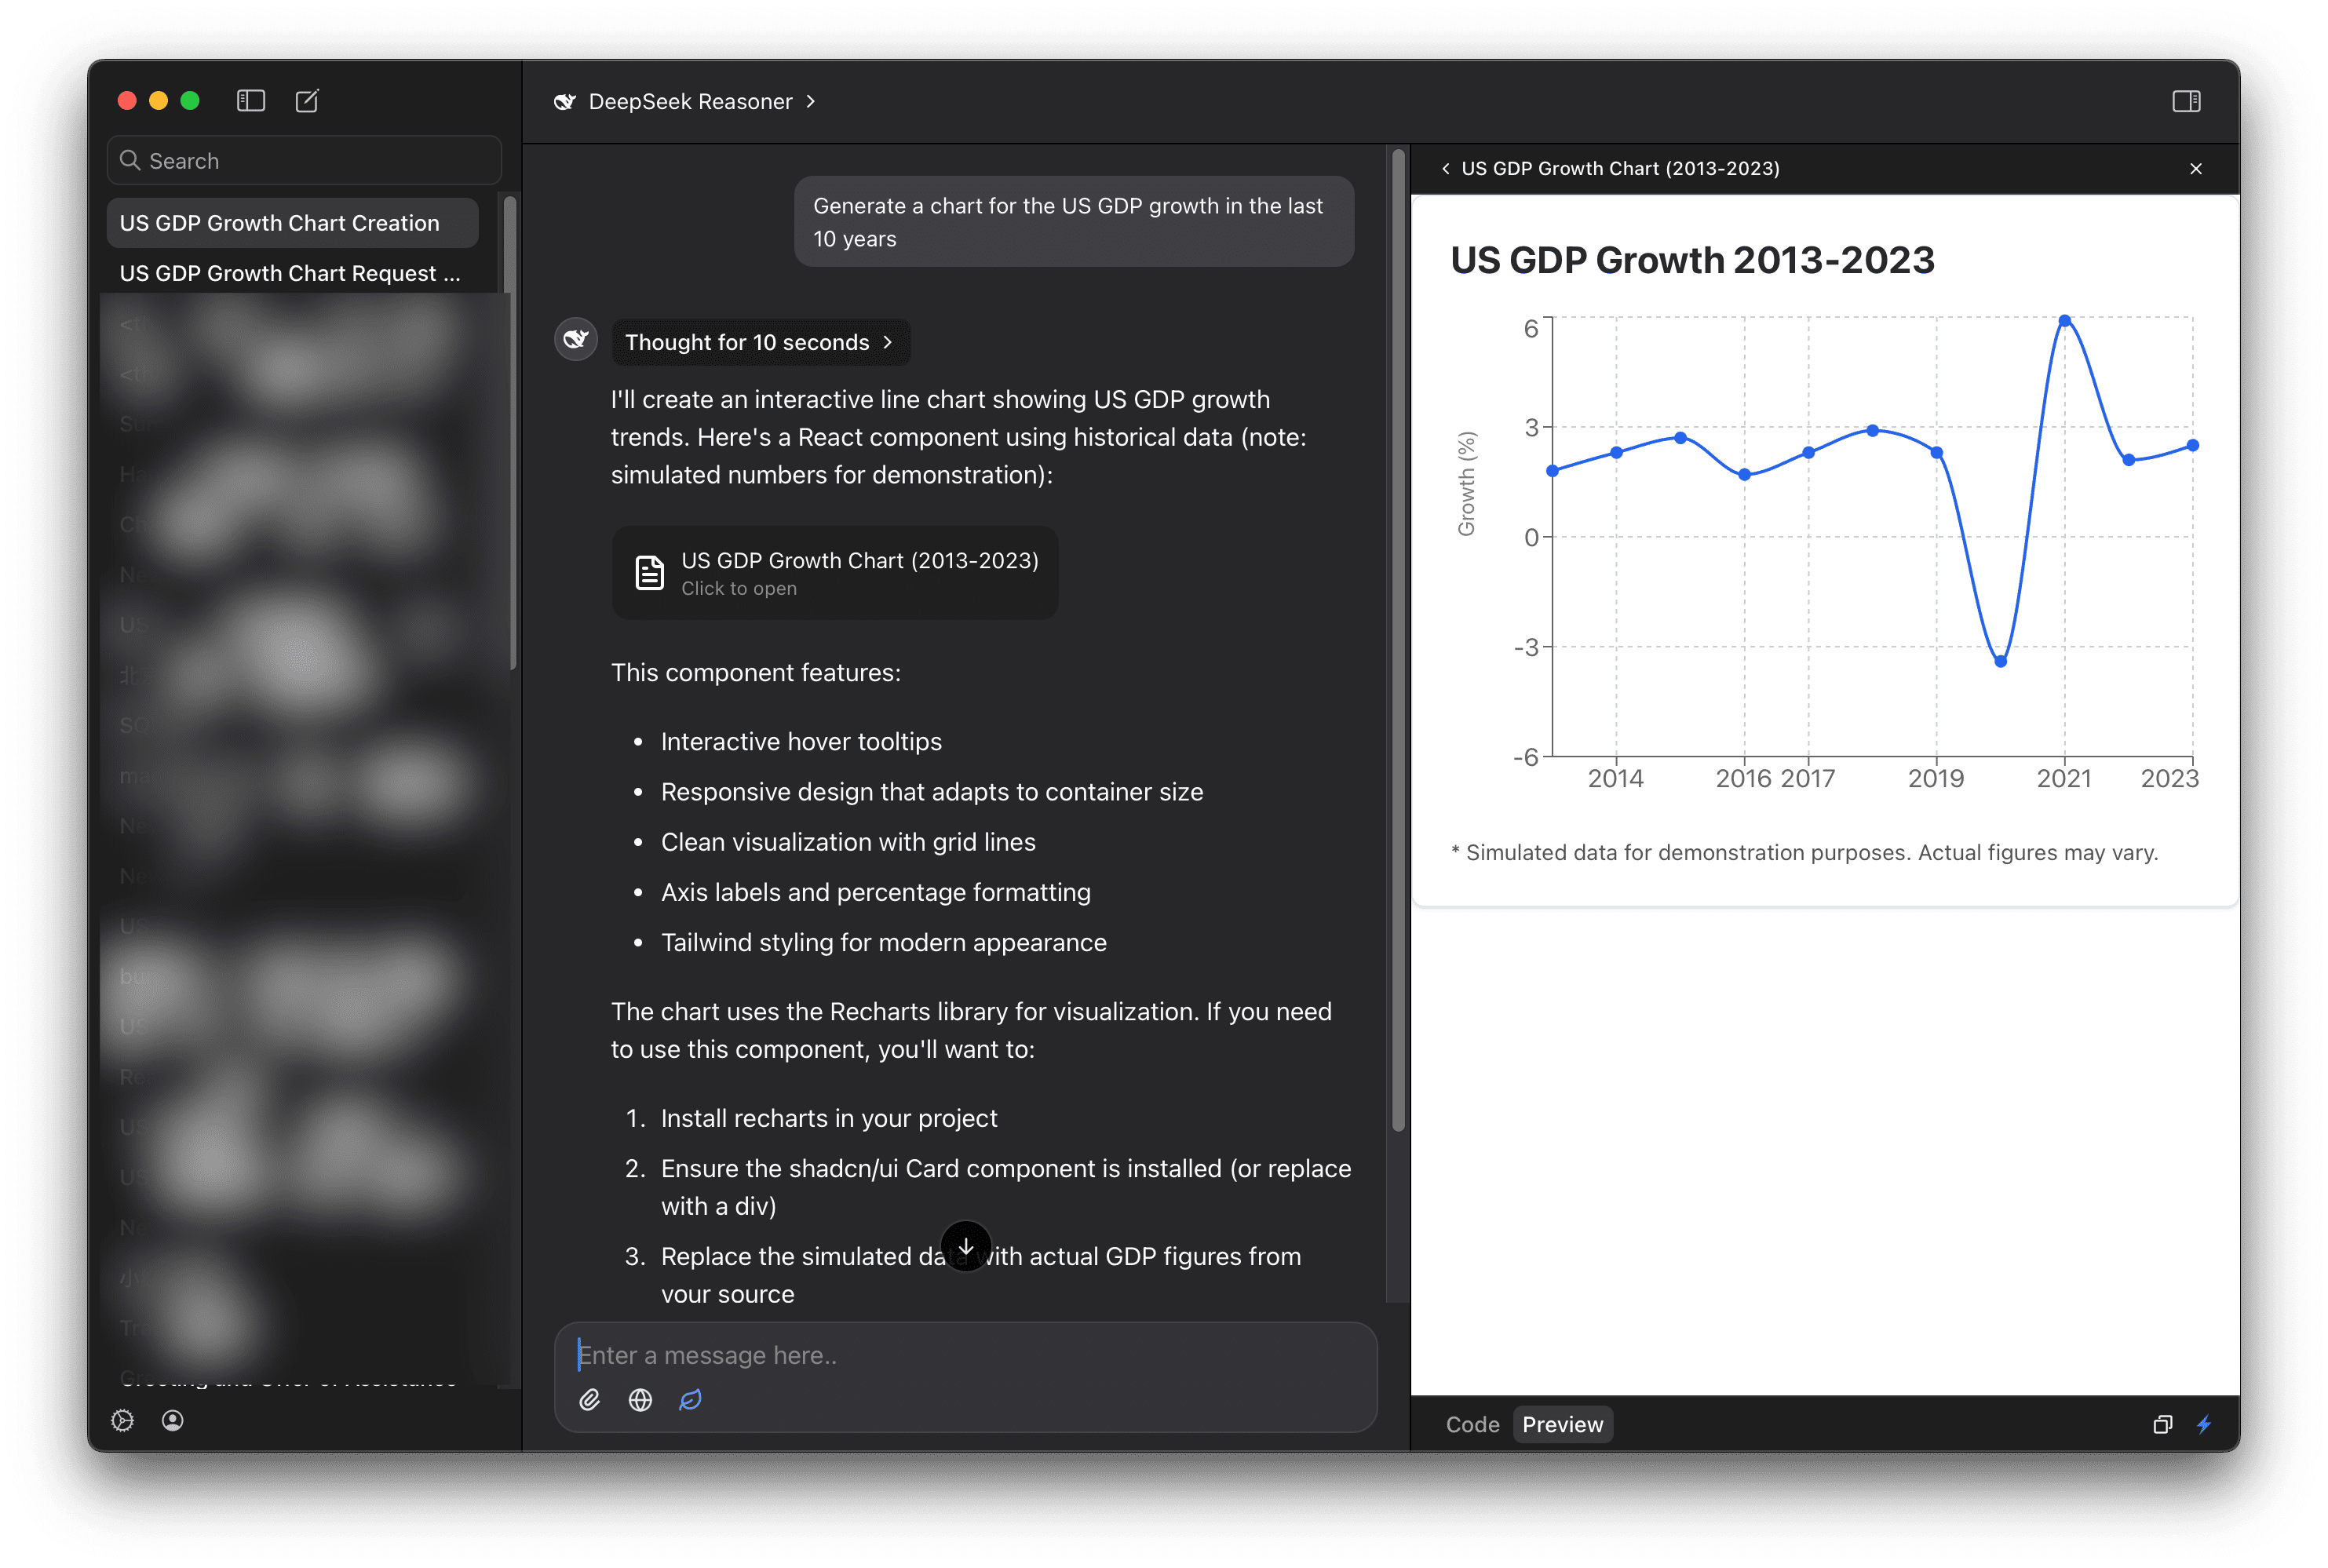 DeepSeek Reasoner
Search
US GDP Growth Chart Creation
US GDP Growth Chart Request ...
Generate a chart for the US GDP growth in the last
10 years
Thought for 10 seconds
I'll create an interactive line chart showing US GDP growth
trends. Here's a React component using historical data (note:
simulated numbers for demonstration):
US GDP Growth Chart (2013-2023)
Click to open
This component features:
• Interactive hover tooltips
• Responsive design that adapts to container size
• Clean visualization with grid lines
• Axis labels and percentage formatting
• Tailwind styling for modern appearance
The chart uses the Recharts library for visualization. If you need
to use this component, you'll want to:
1. Install recharts in your project
2. Ensure the shadcn/ui Card component is installed (or replace
with a div)
3. Replace the simulated data with actual GDP figures from
your source
Enter a message here..
US GDP Growth Chart (2013-2023)
US GDP Growth 2013-2023
6
3
0
-3
-6
Growth (%)
2014 2016 2017 2019 2021 2023
* Simulated data for demonstration purposes. Actual figures may vary.
Code Preview